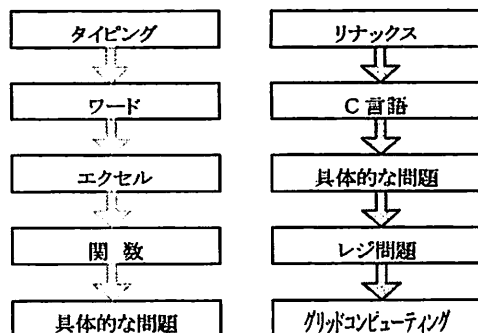 タイピング
ワード
エクセル
関 数
具体的な問題
リナックス
C言語
具体的な問題
レジ問題
グリッドコンピューティング